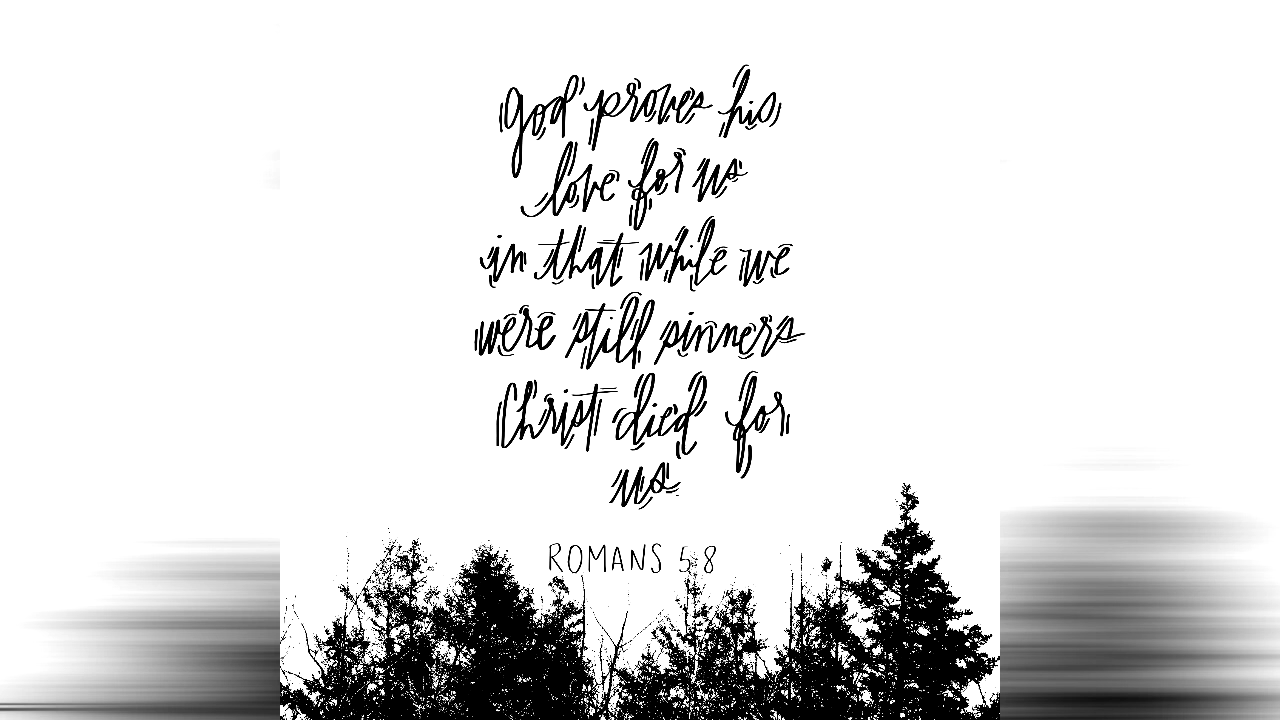 God proves his
love for us
in that while we
were still sinners
Christ died for
us
ROMANS 5:8